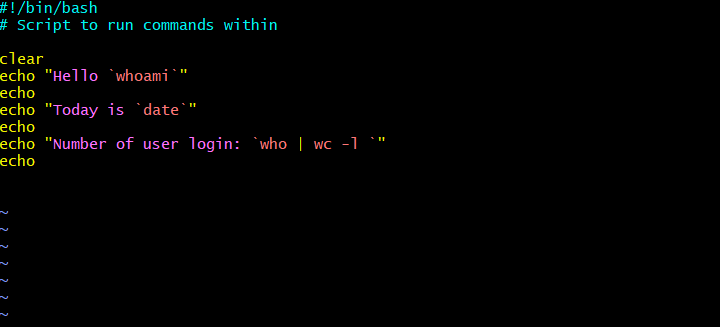 #!/bin/bash
# Script to run commands within
clear
echo "Hello `whoami`"
echo
echo "Today is `date`"
echo
echo "Number of user login: `who | wc -l `"
echo
~
~
~
~
~
~
~